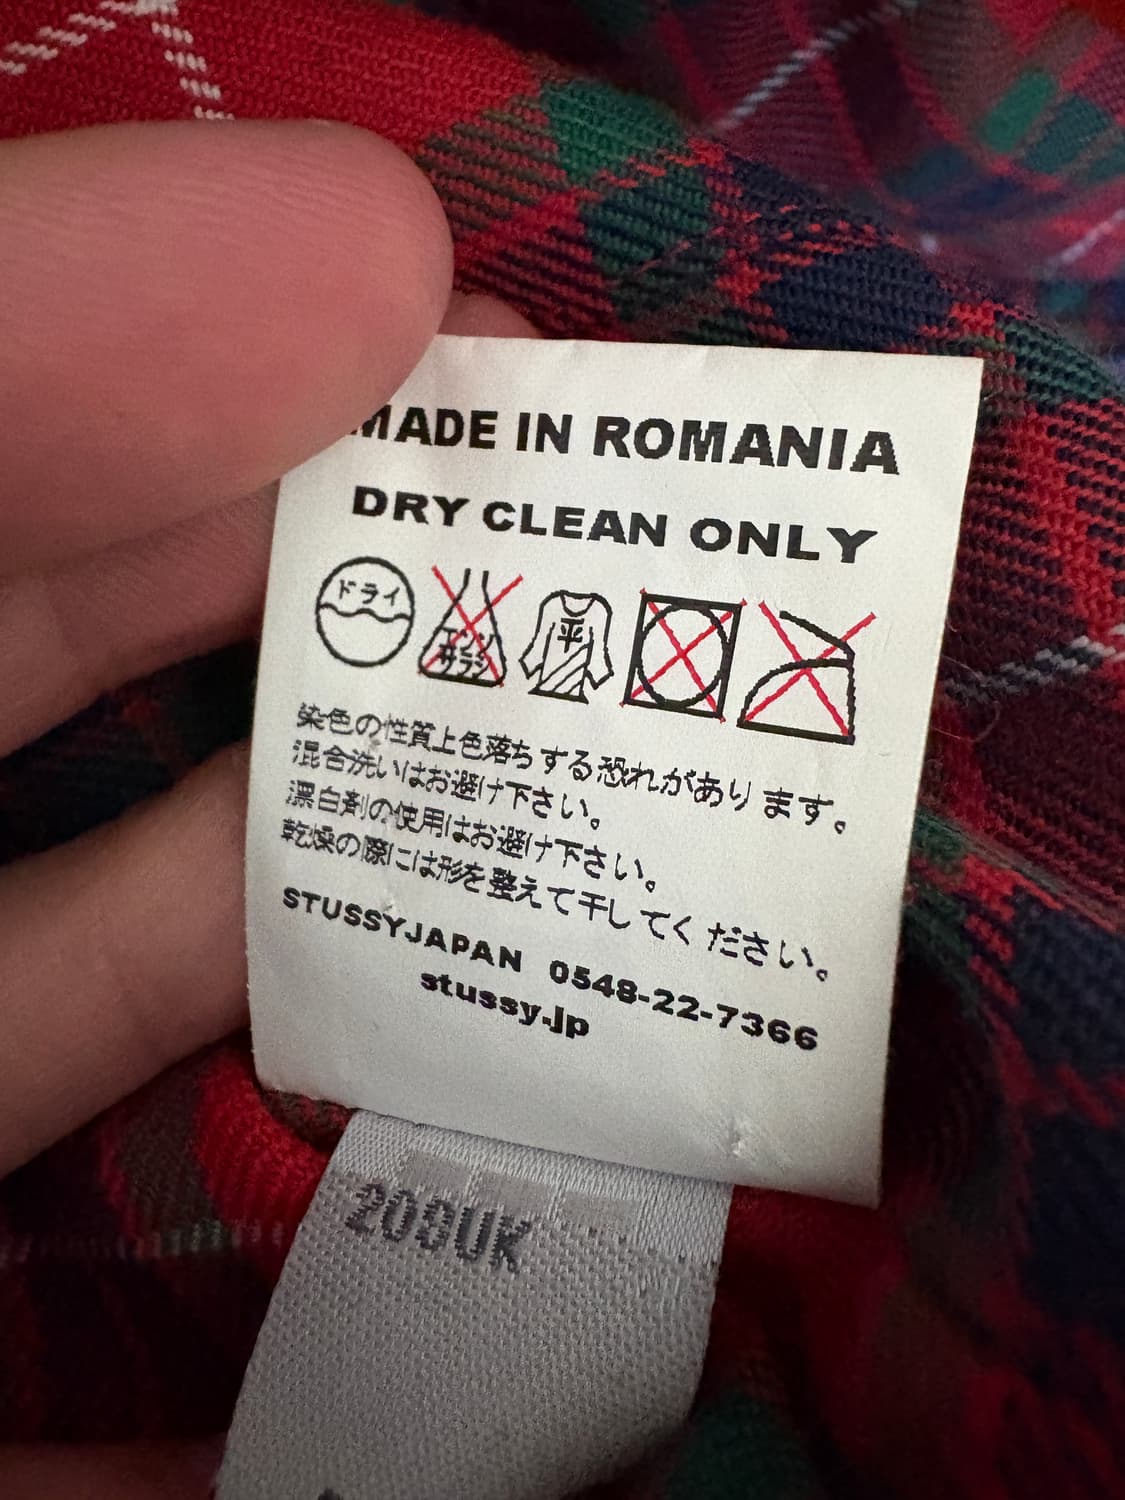 MADE IN ROMANIA
DRY CLEAN ONLY
ドライ
エンソ
サラシ
平
染色の性質上色落ちする恐れがあります。
混合洗いはお避け下さい。
漂白剤の使用はお避け下さい。
乾燥の際には形を整えて干してください。
STUSSYJAPAN 0548-22-7366
stussy.jp